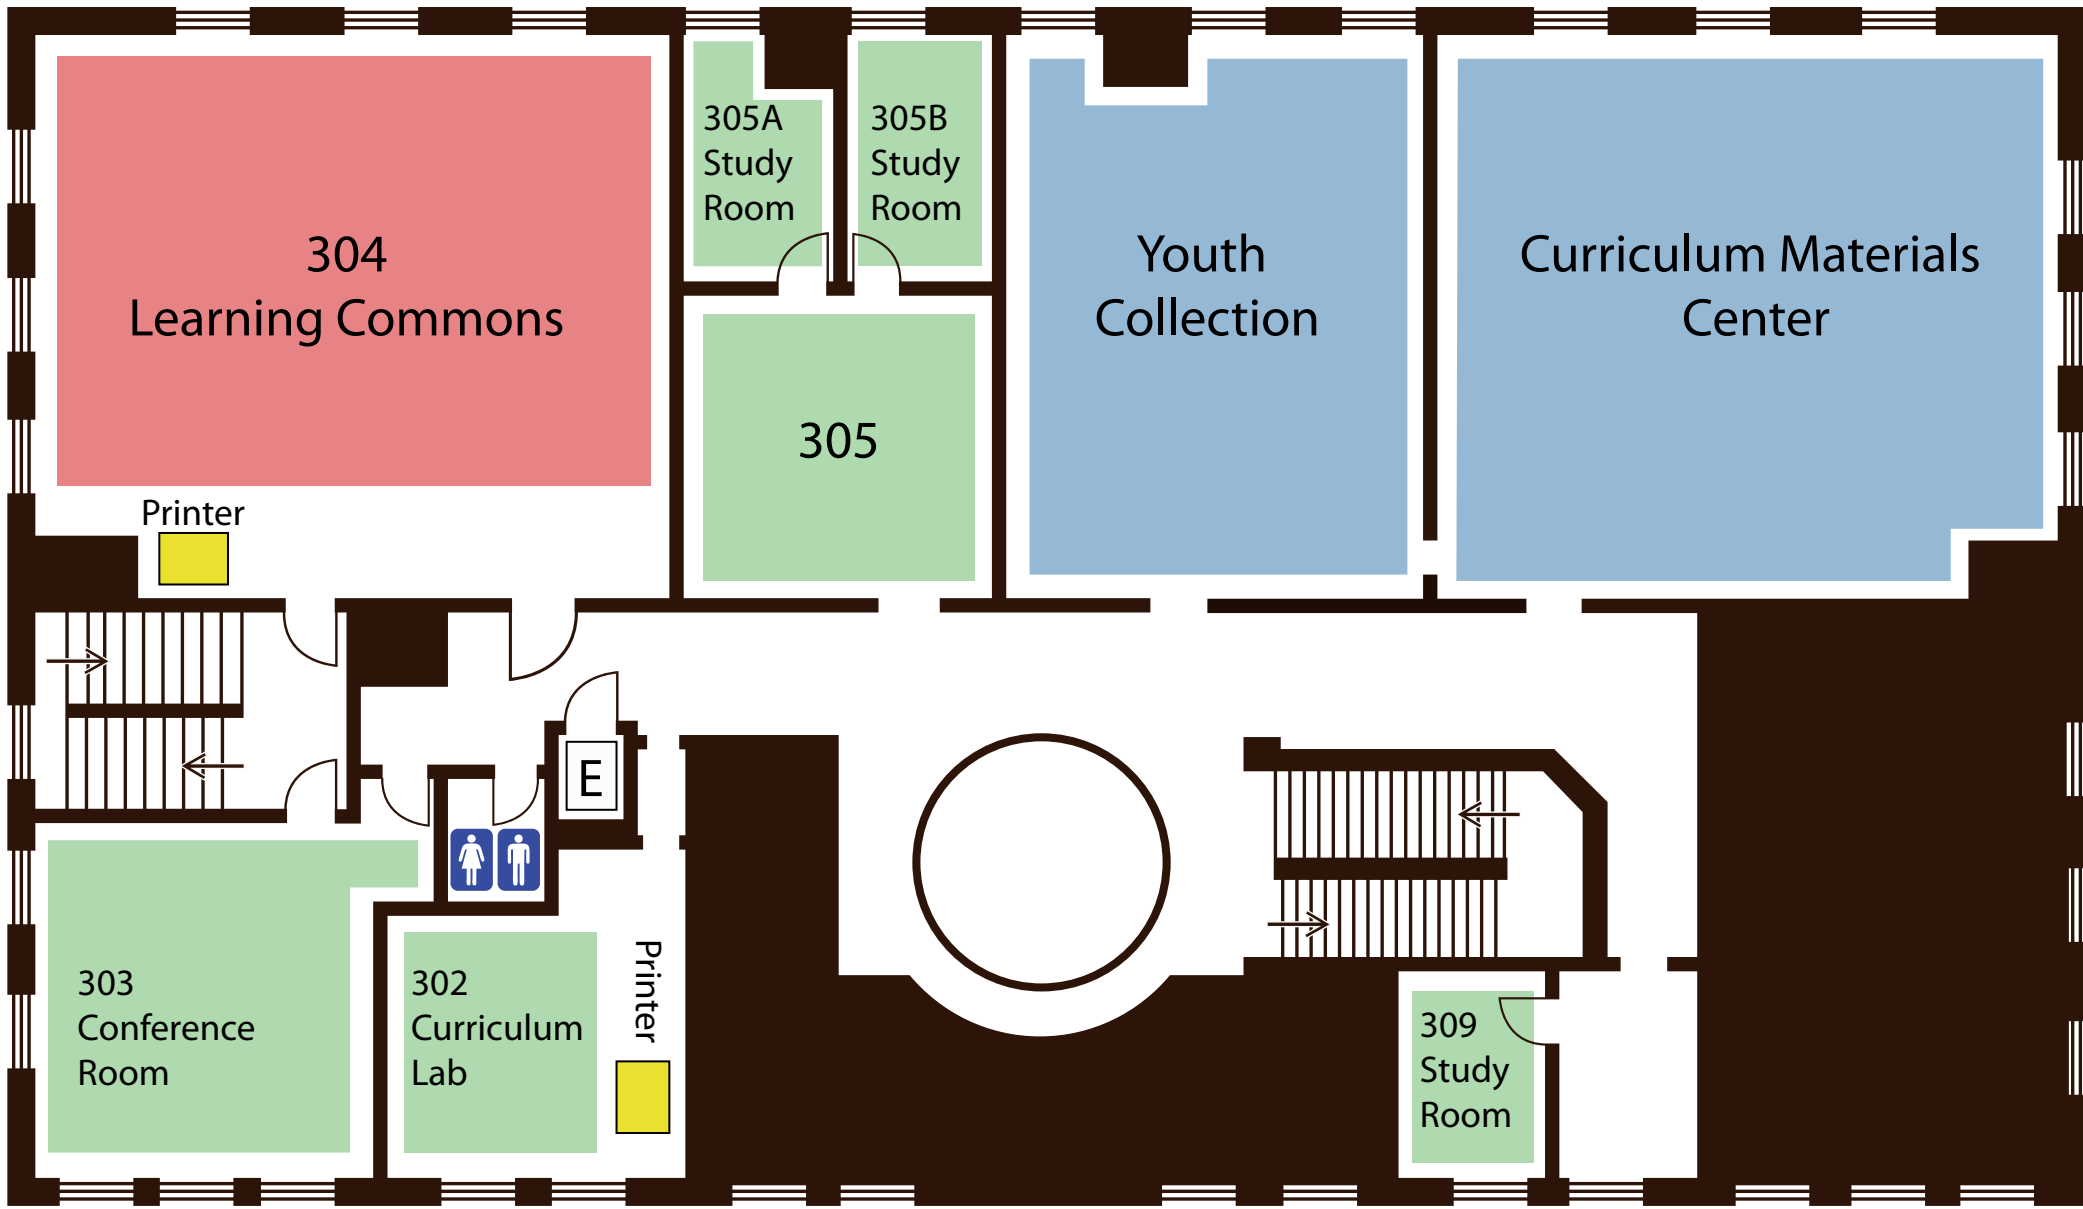 304
Learning Commons
305A
Study
Room
305B
Study
Room
Youth
Collection
Curriculum Materials
Center
305
Printer
E
303
Conference
Room
302
Curriculum
Lab
Printer
309
Study
Room